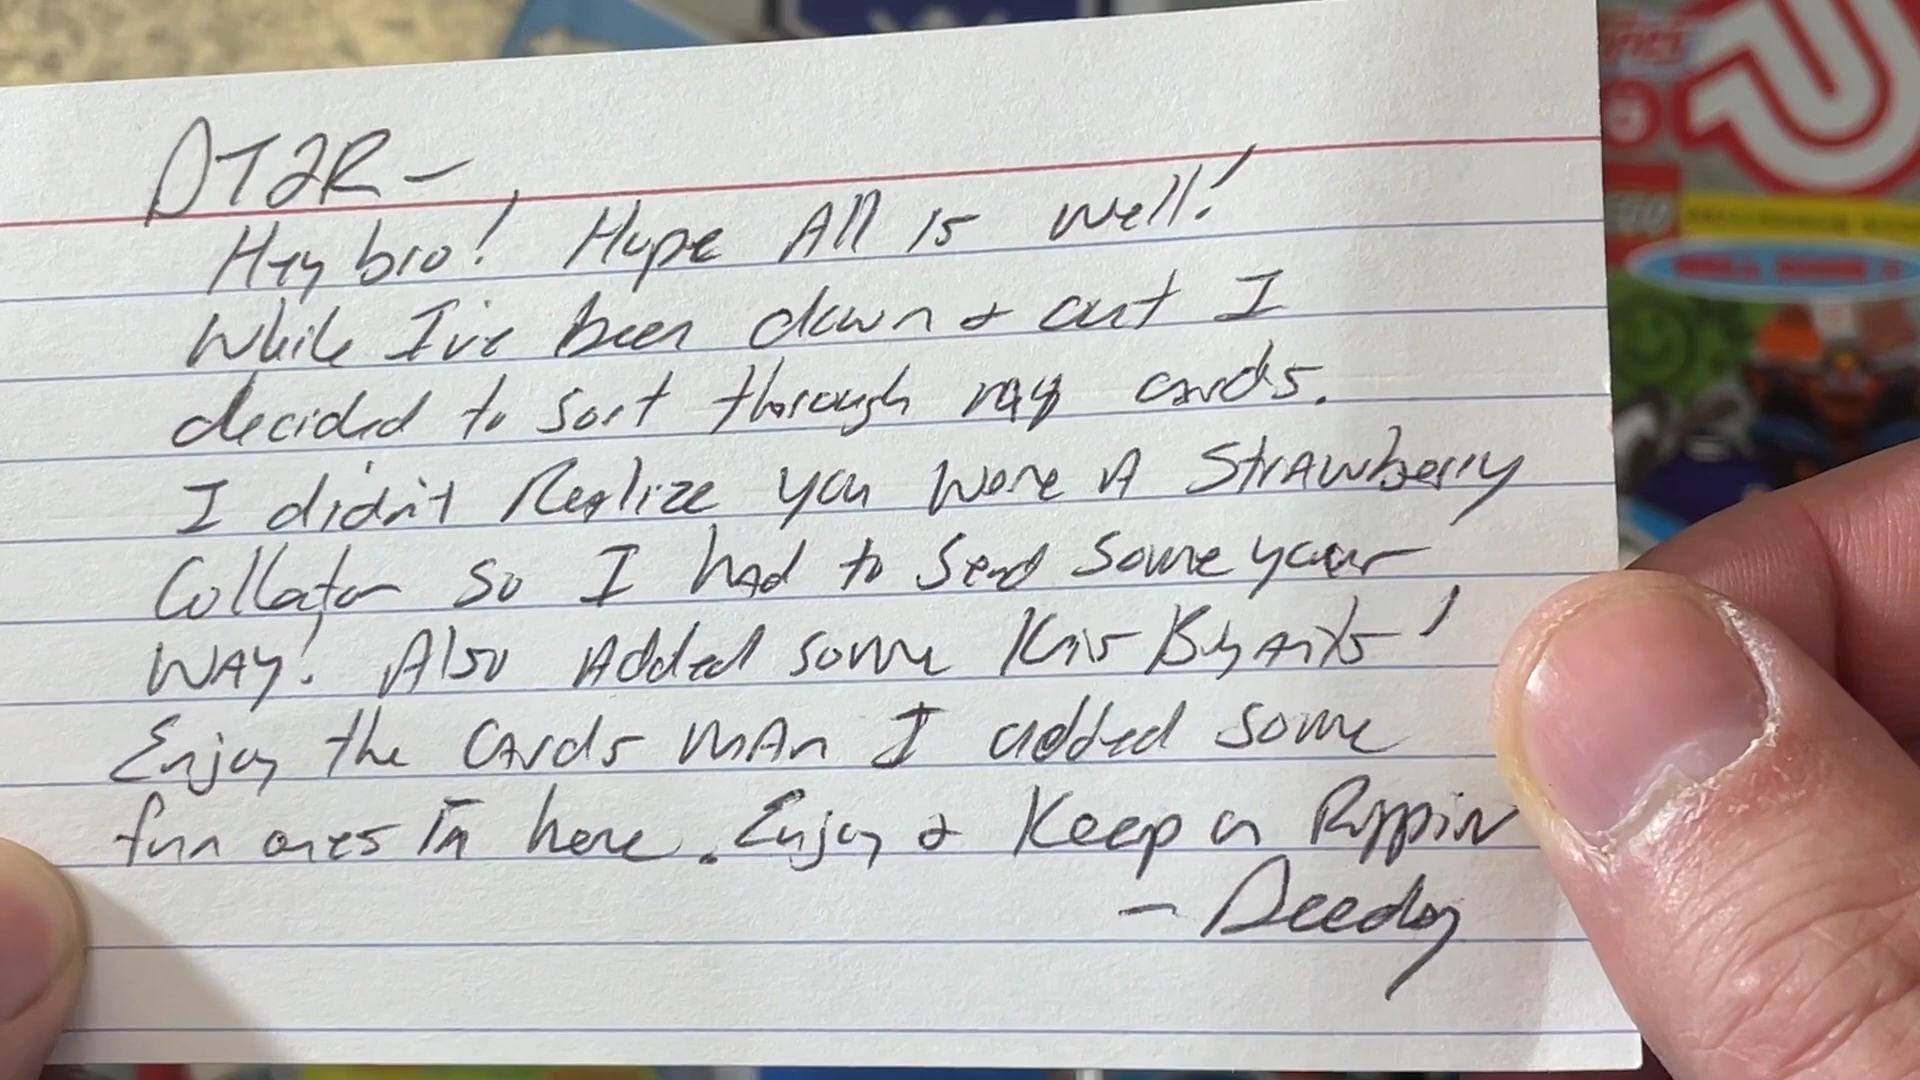 DT2R-
Hey bro! Hope All is well!
While I've been down & out I
decided to sort through my cards.
I didn't Realize you were A Strawberry
Collector so I had to send some your
WAy! Also Added some Kris Bryants!
Enjoy the Cards mAn I added some
fun ones In here. Enjoy & Keep on Rippin
- Deedog